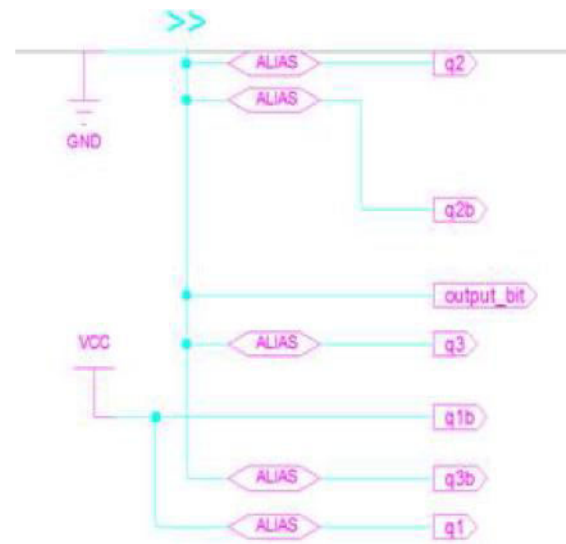 >>
ALIAS q2
ALIAS
GND
q2b
output_bit
VCC ALIAS q3
q1b
ALIAS q3b
ALIAS q1